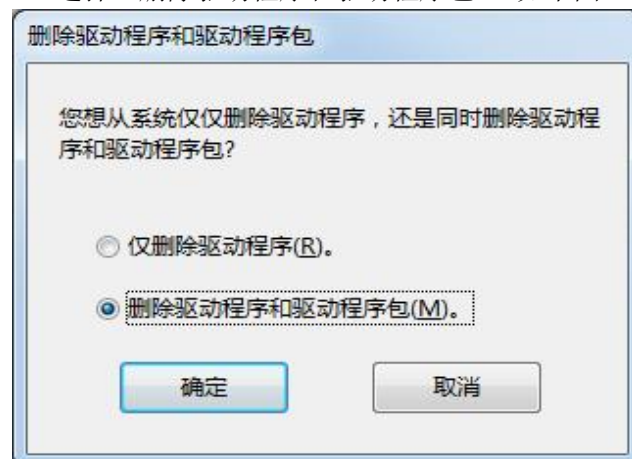 删除驱动程序和驱动程序包
您想从系统仅仅删除驱动程序，还是同时删除驱动程
序和驱动程序包?
仅删除驱动程序(R)。
删除驱动程序和驱动程序包(M)。
确定
取消